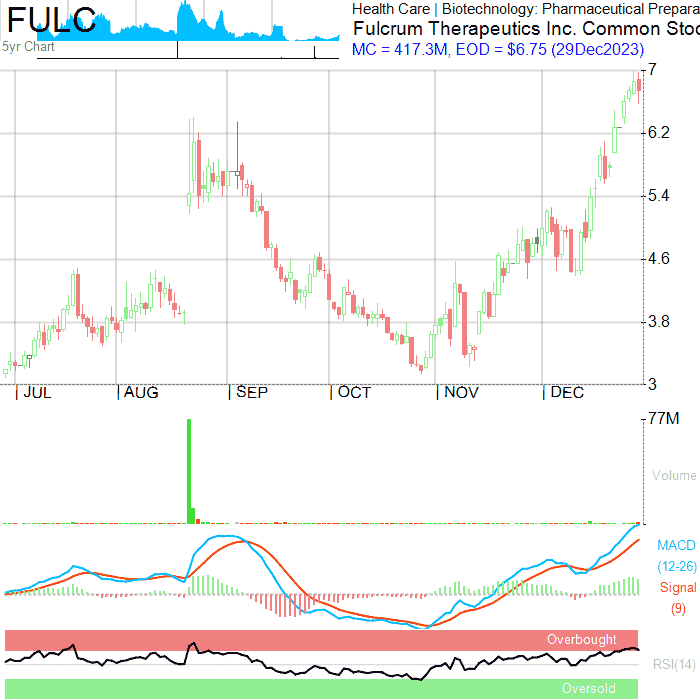 FULC
5yr Chart
Health Care | Biotechnology: Pharmaceutical Prepara
Fulcrum Therapeutics Inc. Common Stoc
MC = 417.3M, EOD = $6.75 (29Dec2023)
7
6.2
5.4
4.6
3.8
3
JUL AUG SEP OCT NOV DEC
77M
Volume
MACD
(12-26)
Signal
(9)
Overbought
RSI(14)
Oversold